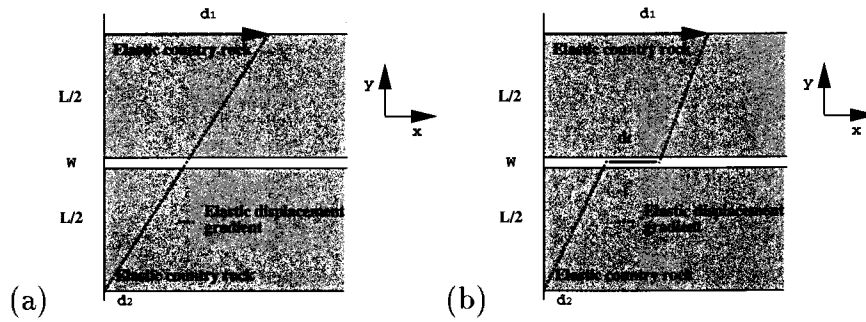 d1
Elastic country rock
L/2
y
x
W
L/2
Elastic displacement
gradient
Elastic country rock
(a)
d2
d1
Elastic country rock
L/2
y
x
W
L/2
Elastic displacement
gradient
Elastic country rock
(b)
d2